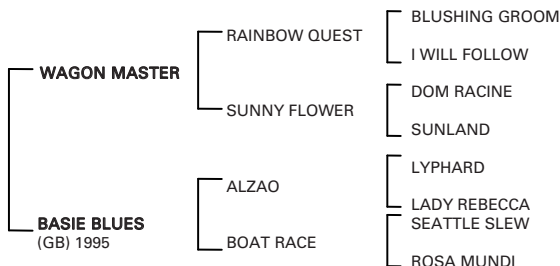 BLUSHING GROOM
RAINBOW QUEST
I WILL FOLLOW
WAGON MASTER
DOM RACINE
SUNNY FLOWER
SUNLAND
LYPHARD
ALZAO
LADY REBECCA
BASIE BLUES
(GB) 1995
SEATTLE SLEW
BOAT RACE
ROSA MUNDI